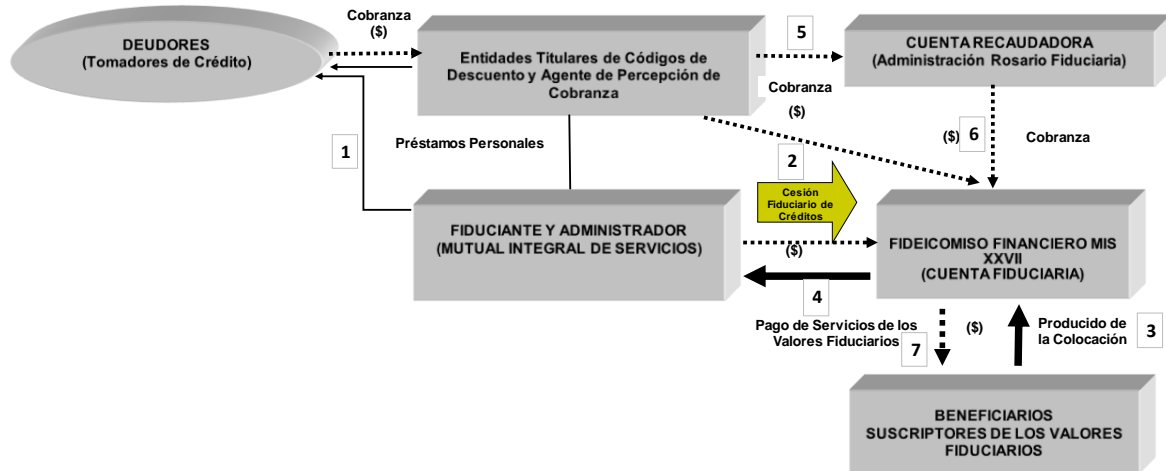 Cobranza
($)
5
DEUDORES
(Tomadores de Crédito)
Entidades Titulares de Códigos de
Descuento y Agente de Percepción de
Cobranza
CUENTA RECAUDADORA
(Administración Rosario Fiduciaria)
Cobranza
($)
($)
6
Cobranza
1
Préstamos Personales
2
Cesión
Fiduciario de
Créditos
FIDUCIANTE Y ADMINISTRADOR
(MUTUAL INTEGRAL DE SERVICIOS)
($)
FIDEICOMISO FINANCIERO MIS
XXVII
(CUENTA FIDUCIARIA)
4
Pago de Servicios de los
Valores Fiduciarios
7
($)
Producido de
la Colocación
3
BENEFICIARIOS
SUSCRIPTORES DE LOS VALORES
FIDUCIARIOS